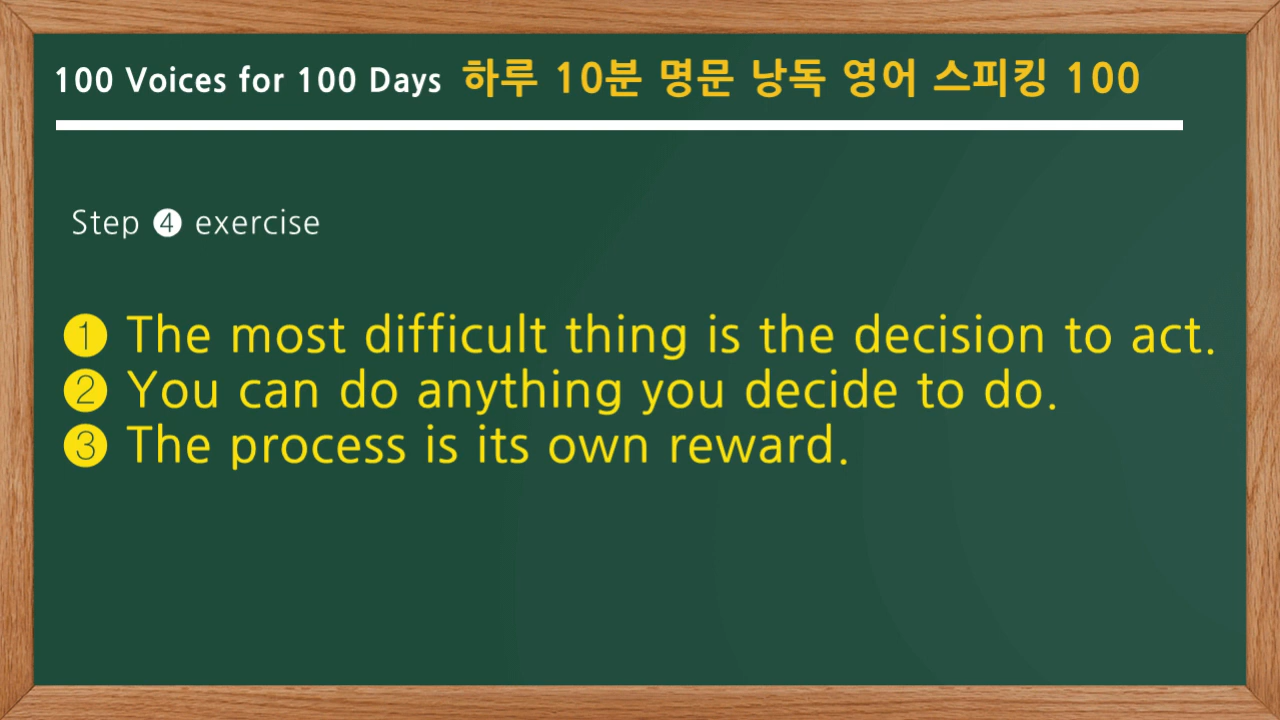 100 Voices for 100 Days 하루 10분 명문 낭독 영어 스피킹 100
Step ❹ exercise
❶ The most difficult thing is the decision to act.
❷ You can do anything you decide to do.
❸ The process is its own reward.